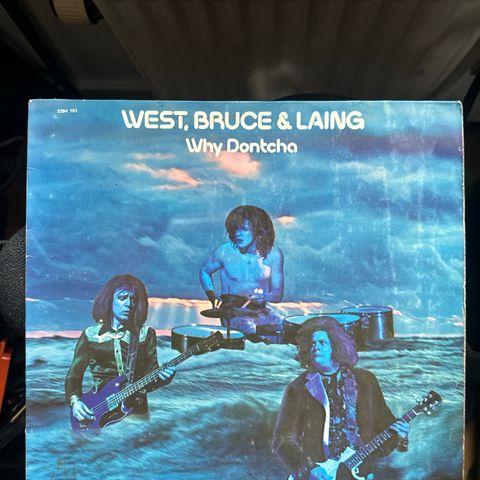 2394 101
WEST, BRUCE & LAING
Why Dontcha